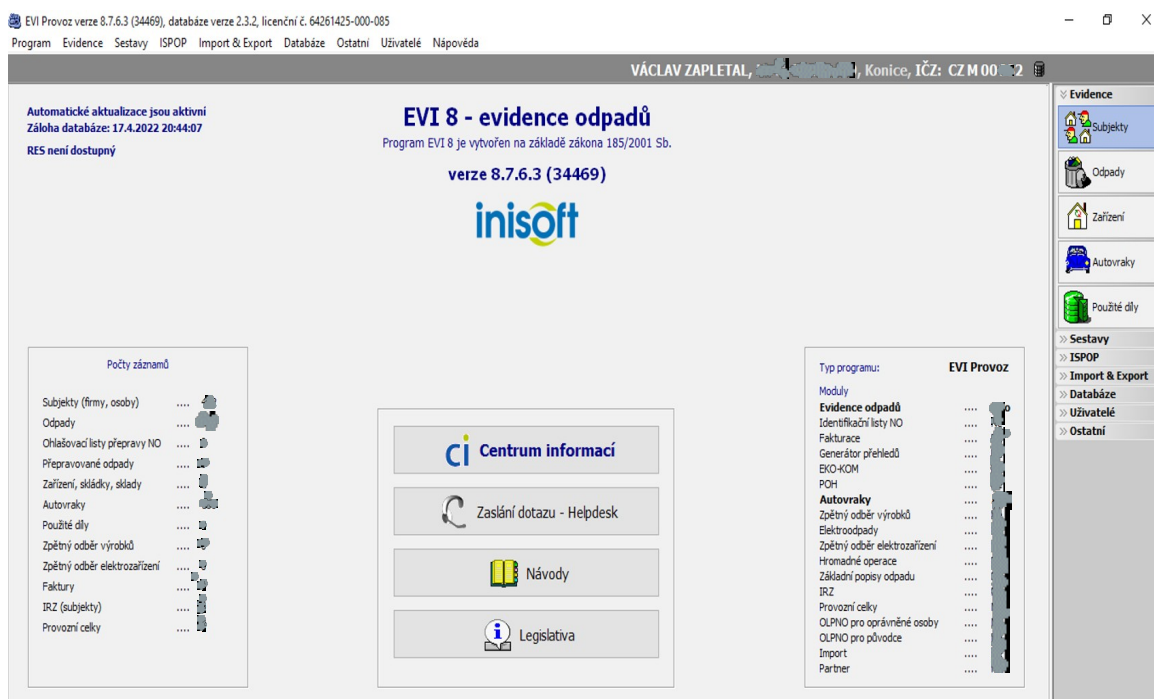 EVI Provoz verze 8.7.6.3 (34469), databáze verze 2.3.2, licenční č. 64261425-000-085
Program Evidence Sestavy ISPOP Import & Export Databáze Ostatní Uživatelé Nápověda
VÁCLAV ZAPLETAL, , Konice, IČZ: CZ M 00 2
Automatické aktualizace jsou aktivní
Záloha databáze: 17.4.2022 20:44:07
RES není dostupný
EVI 8 - evidence odpadů
Program EVI 8 je vytvořen na základě zákona 185/2001 Sb.
verze 8.7.6.3 (34469)
inisoft
Počty záznamů
Subjekty (firmy, osoby) ....
Odpady ....
Ohlašovací listy přepravy NO ....
Přepravované odpady ....
Zařízení, skládky, sklady ....
Autovraky ....
Použité díly ....
Zpětný odběr výrobků ....
Zpětný odběr elektrozařízení ....
Faktury ....
IRZ (subjekty) ....
Provozní celky ....
Ci Centrum informací
Zaslání dotazu - Helpdesk
Návody
Legislativa
Typ programu: EVI Provoz
Moduly
Evidence odpadů ....
Identifikační listy NO ....
Fakturace ....
Generátor přehledů ....
EKO-KOM ....
POH ....
Autovraky ....
Zpětný odběr výrobků ....
Elektroodpady ....
Zpětný odběr elektrozařízení ....
Hromadné operace ....
Základní popisy odpadu ....
IRZ ....
Provozní celky ....
OLPNO pro oprávněné osoby ....
OLPNO pro původce ....
Import ....
Partner ....
Evidence
Subjekty
Odpady
Zařízení
Autovraky
Použité díly
Sestavy
ISPOP
Import & Export
Databáze
Uživatelé
Ostatní